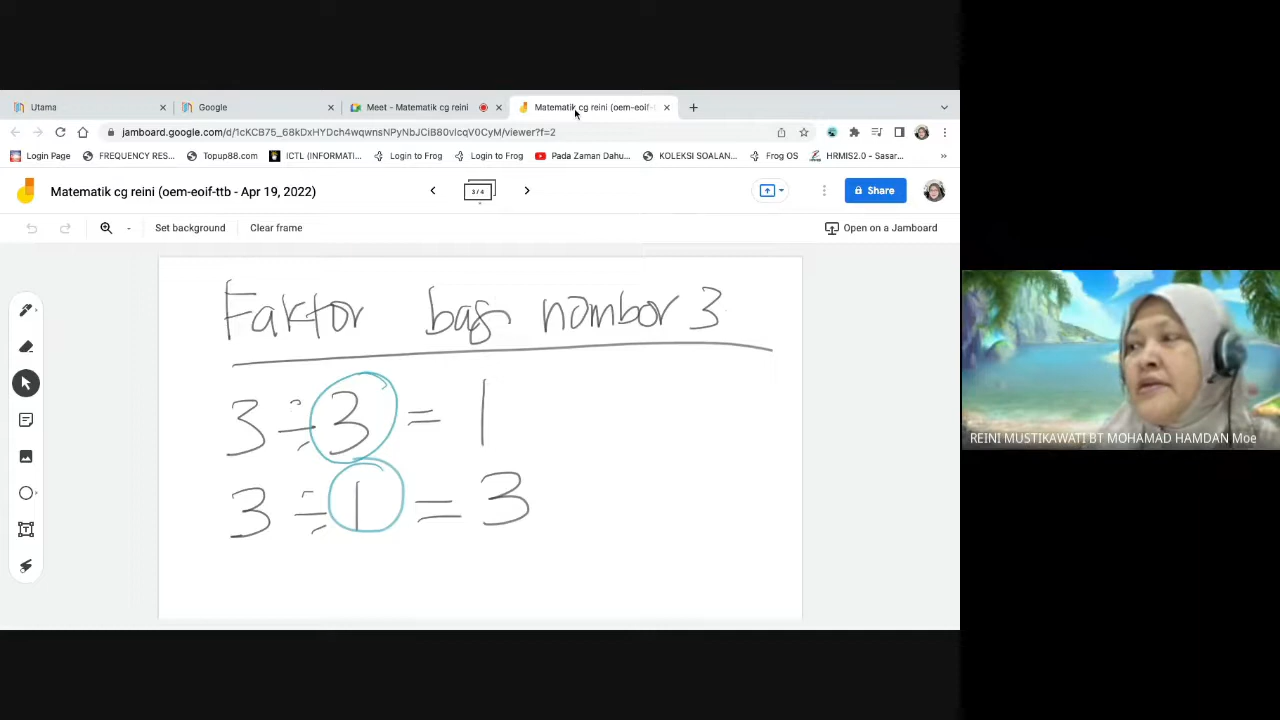 Utama
Google
Meet - Matematik cg reini
Matematik cg reini (oem-eoif-
jamboard.google.com/d/1cKCB75_68kDxHYDch4wqwnsNPyNbJCiB80vIcqV0CyM/viewer?f=2
Login Page
FREQUENCY RES...
Topup88.com
ICTL (INFORMATI...
Login to Frog
Login to Frog
Pada Zaman Dahu...
KOLEKSI SOALAN...
Frog OS
HRMIS2.0 - Sasar...
Matematik cg reini (oem-eoif-ttb - Apr 19, 2022)
3 / 4
Share
Set background
Clear frame
Open on a Jamboard
Faktor bagi nombor 3
3 ÷ 3 = 1
3 ÷ 1 = 3
REINI MUSTIKAWATI BT MOHAMAD HAMDAN Moe